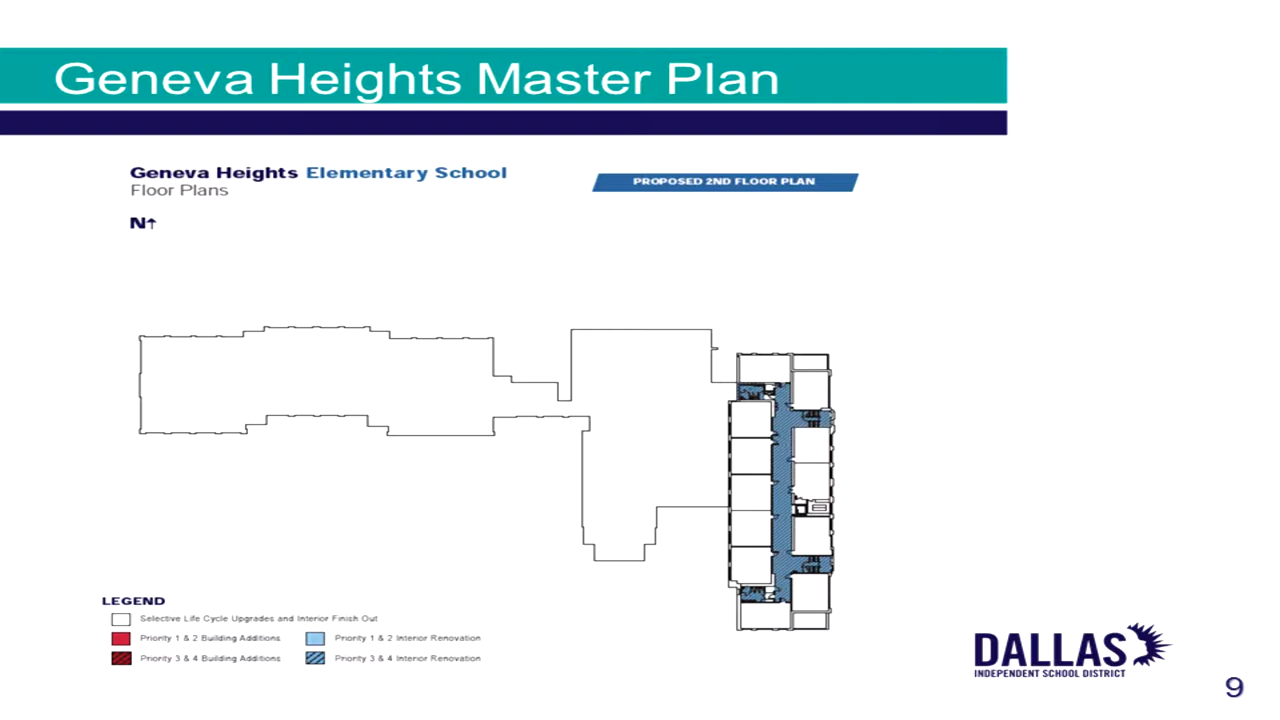 Geneva Heights Master Plan
Geneva Heights Elementary School
Floor Plans
PROPOSED 2ND FLOOR PLAN
N↑
LEGEND
Selective Life Cycle Upgrades and Interior Finish Out
Priority 1 & 2 Building Additions
Priority 1 & 2 Interior Renovation
Priority 3 & 4 Building Additions
Priority 3 & 4 Interior Renovation
DALLAS
INDEPENDENT SCHOOL DISTRICT
9